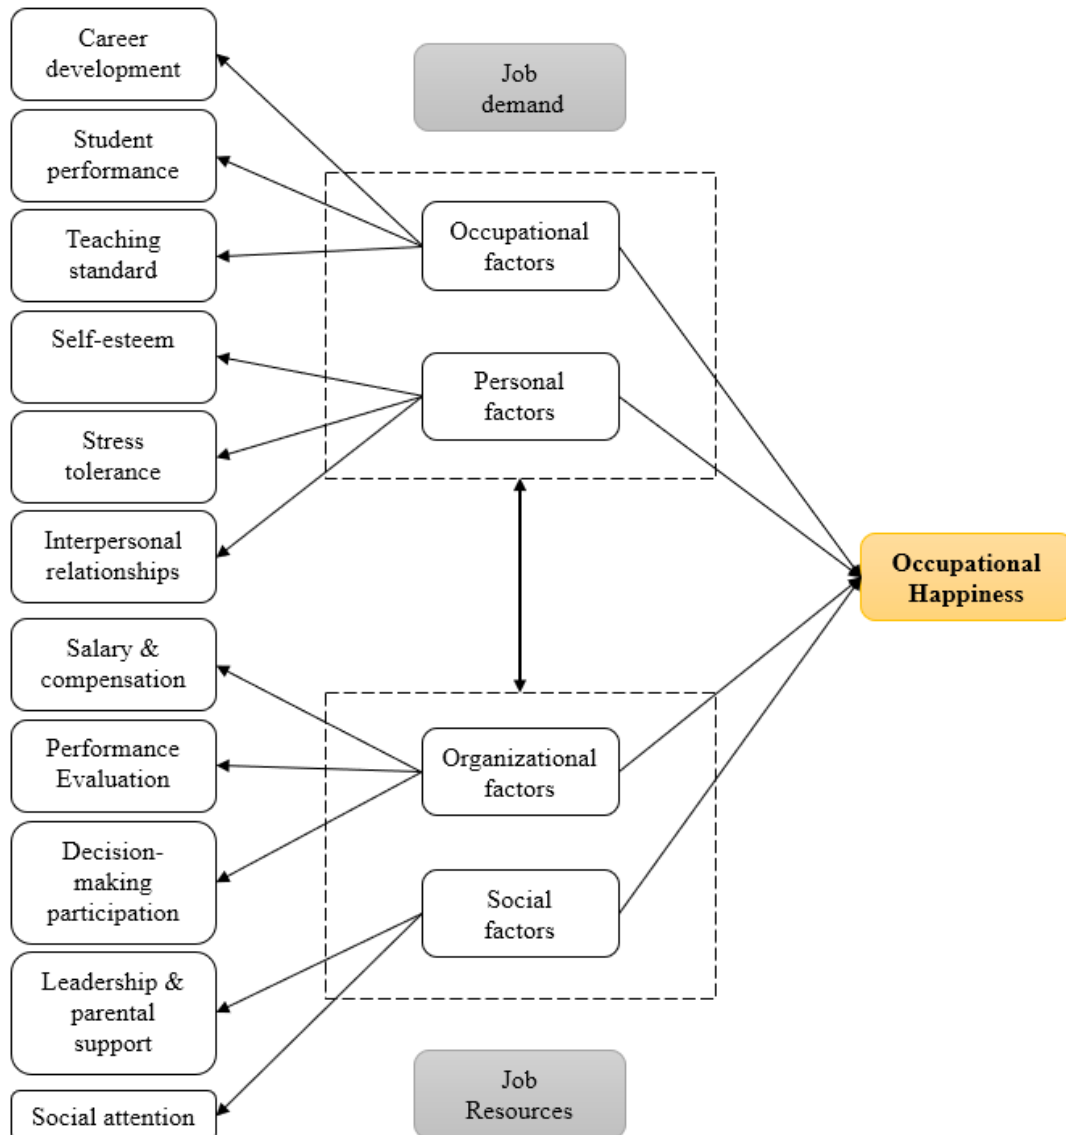 Career
development
Student
performance
Teaching
standard
Self-esteem
Stress
tolerance
Interpersonal
relationships
Salary &
compensation
Performance
Evaluation
Decision-
making
participation
Leadership &
parental
support
Social attention
Job
demand
Occupational
factors
Personal
factors
Organizational
factors
Social
factors
Job
Resources
Occupational
Happiness